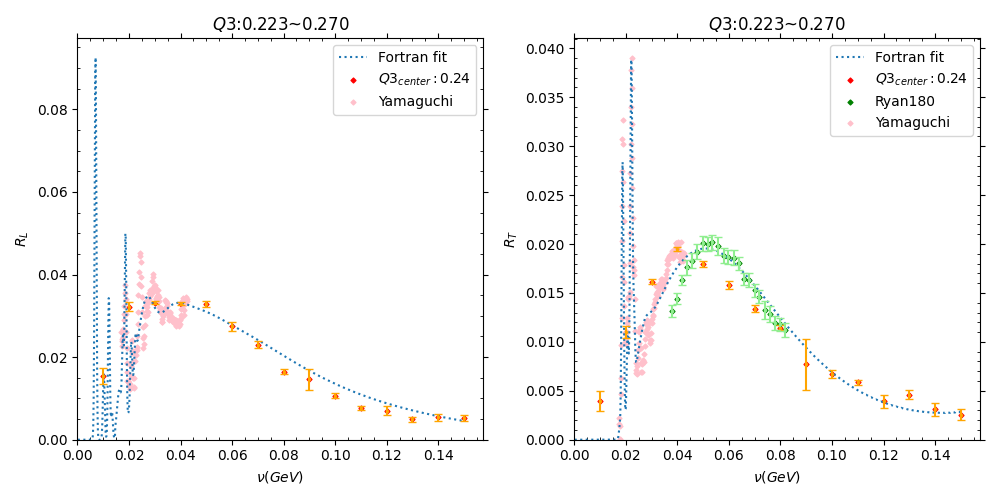 Q3:0.223~0.270
Fortran fit
Q3center : 0.24
Yamaguchi
R_L
0.08
0.06
0.04
0.02
0.00
0.00 0.02 0.04 0.06 0.08 0.10 0.12 0.14
ν(GeV)
Q3:0.223~0.270
Fortran fit
Q3center : 0.24
Ryan180
Yamaguchi
R_T
0.040
0.035
0.030
0.025
0.020
0.015
0.010
0.005
0.000
0.00 0.02 0.04 0.06 0.08 0.10 0.12 0.14
ν(GeV)